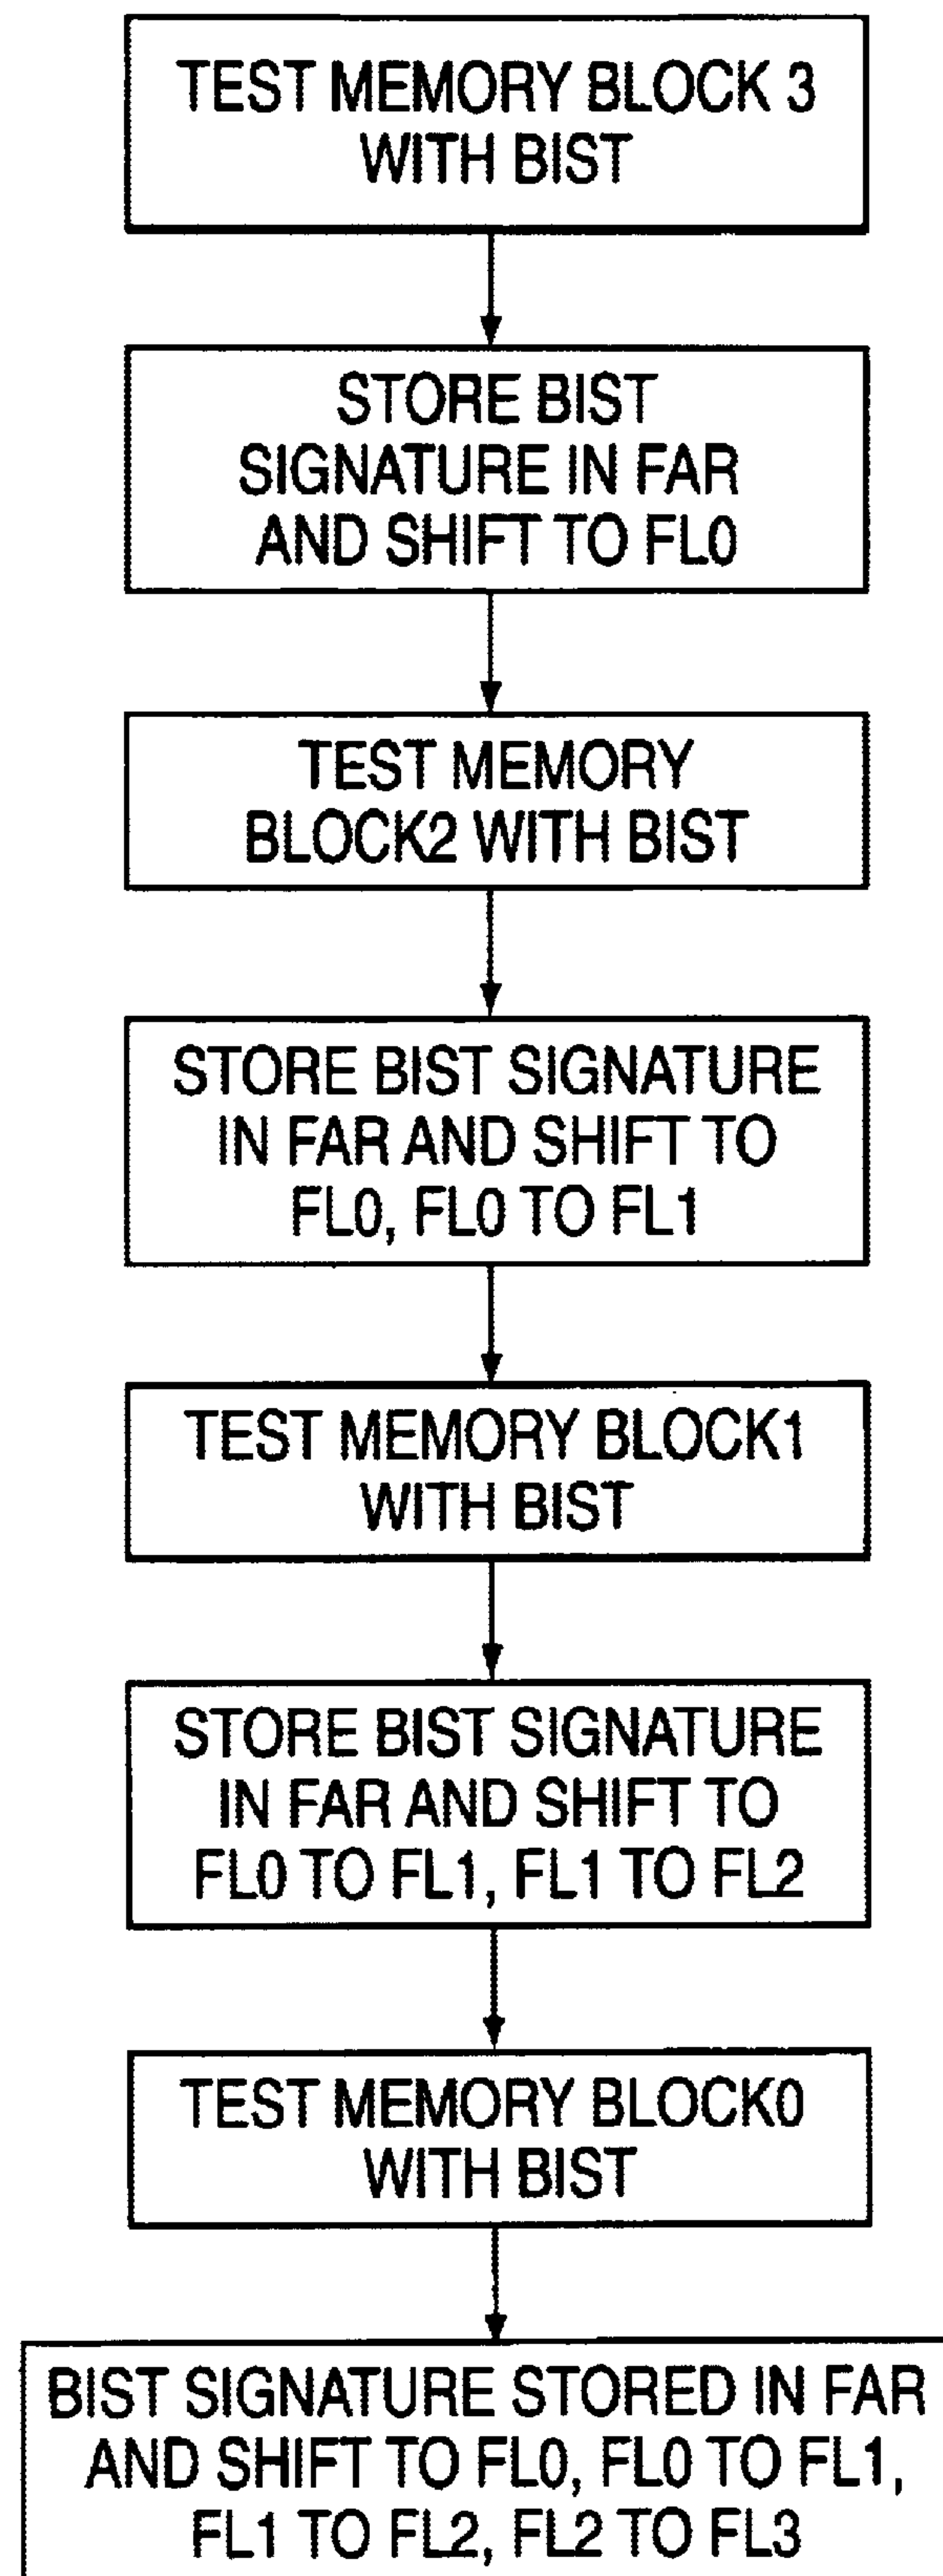 TEST MEMORY BLOCK 3
WITH BIST
STORE BIST
SIGNATURE IN FAR
AND SHIFT TO FL0
TEST MEMORY
BLOCK2 WITH BIST
STORE BIST SIGNATURE
IN FAR AND SHIFT TO
FL0, FL0 TO FL1
TEST MEMORY BLOCK1
WITH BIST
STORE BIST SIGNATURE
IN FAR AND SHIFT TO
FL0 TO FL1, FL1 TO FL2
TEST MEMORY BLOCK0
WITH BIST
BIST SIGNATURE STORED IN FAR
AND SHIFT TO FL0, FL0 TO FL1,
FL1 TO FL2, FL2 TO FL3